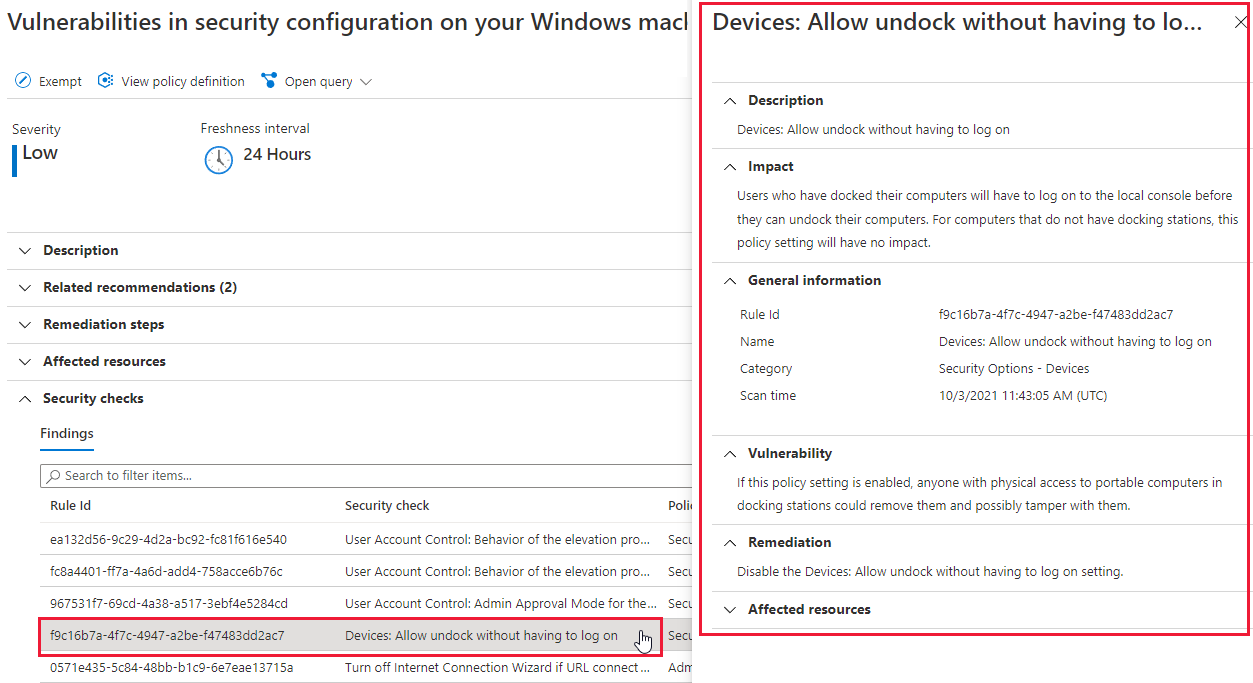 Vulnerabilities in security configuration on your Windows mac
Exempt
View policy definition
Open query
Severity
Low
Freshness interval
24 Hours
Description
Related recommendations (2)
Remediation steps
Affected resources
Security checks
Findings
Search to filter items...
Rule Id Security check Polic
ea132d56-9c29-4d2a-bc92-fc81f616e540 User Account Control: Behavior of the elevation pro... Secu
fc8a4401-ff7a-4a6d-add4-758acce6b76c User Account Control: Behavior of the elevation pro... Secu
967531f7-69cd-4a38-a517-3ebf4e5284cd User Account Control: Admin Approval Mode for the... Secu
f9c16b7a-4f7c-4947-a2be-f47483dd2ac7 Devices: Allow undock without having to log on Secu
0571e435-5c84-48bb-b1c9-6e7eae13715a Turn off Internet Connection Wizard if URL connect ... Adm
Devices: Allow undock without having to lo...
Description
Devices: Allow undock without having to log on
Impact
Users who have docked their computers will have to log on to the local console before
they can undock their computers. For computers that do not have docking stations, this
policy setting will have no impact.
General information
Rule Id f9c16b7a-4f7c-4947-a2be-f47483dd2ac7
Name Devices: Allow undock without having to log on
Category Security Options - Devices
Scan time 10/3/2021 11:43:05 AM (UTC)
Vulnerability
If this policy setting is enabled, anyone with physical access to portable computers in
docking stations could remove them and possibly tamper with them.
Remediation
Disable the Devices: Allow undock without having to log on setting.
Affected resources